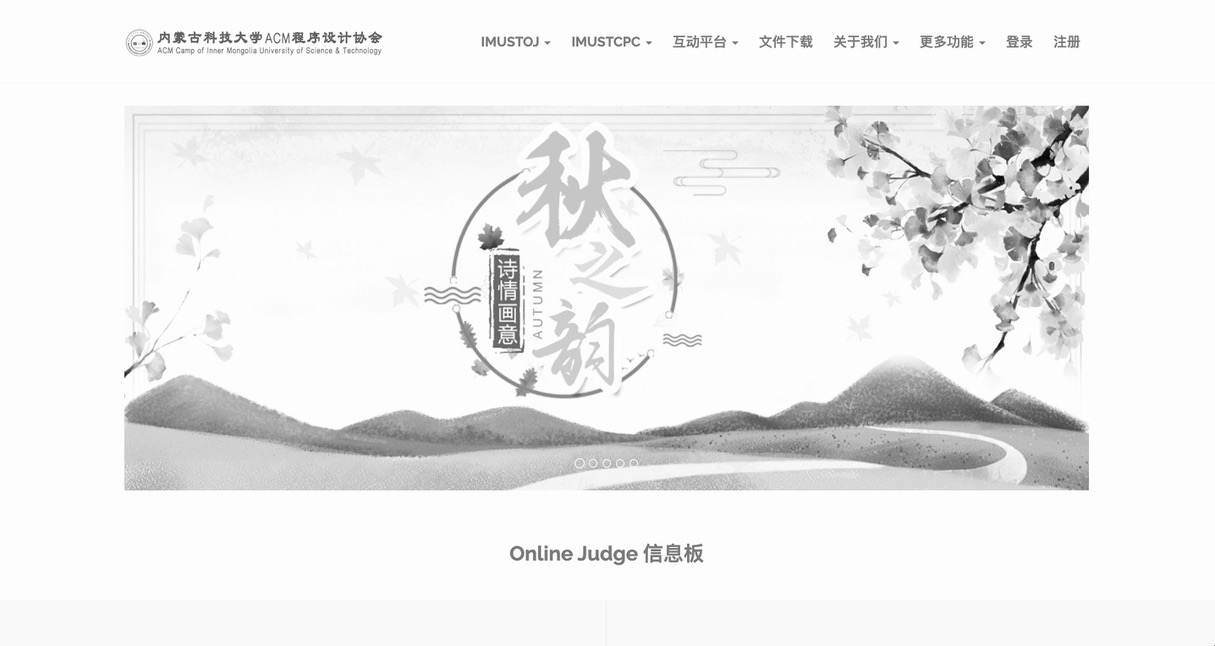 内蒙古科技大学ACM程序设计协会
ACM Camp of Inner Mongolia University of Science & Technology
IMUSTOJ
IMUSTCPC
互动平台
文件下载
关于我们
更多功能
登录
注册
秋之韵
诗情画意
AUTUMN
Online Judge 信息板